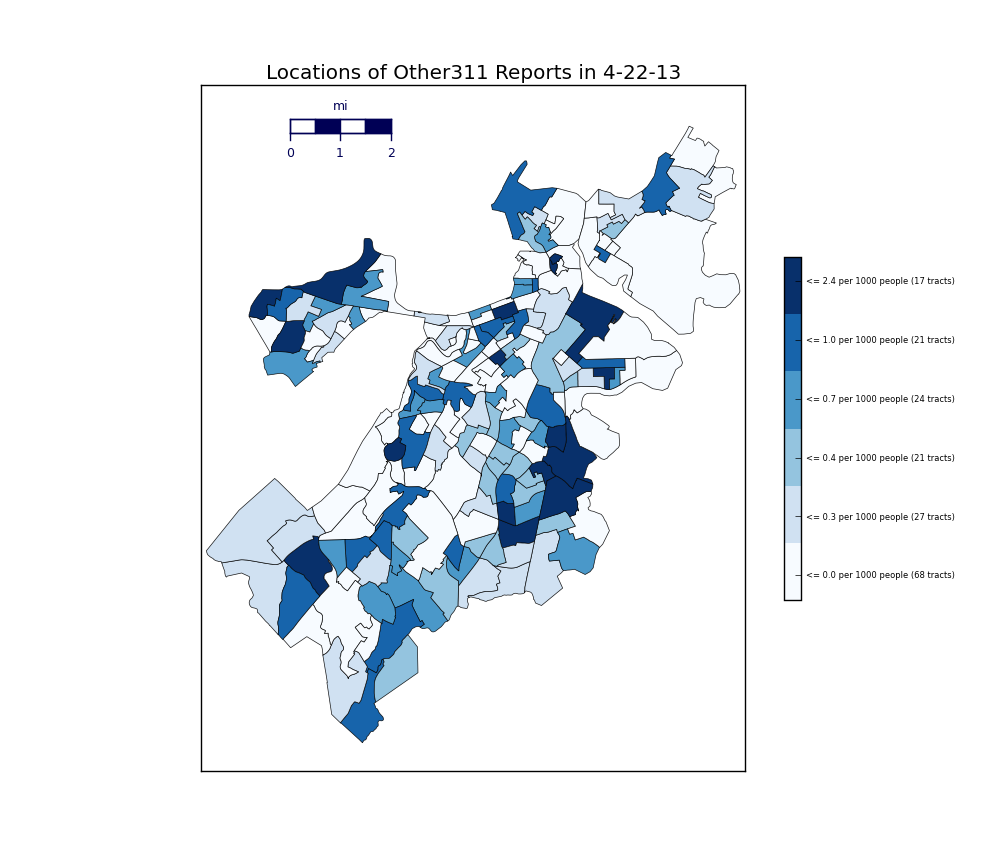 Locations of Other311 Reports in 4-22-13
mi
0 1 2
<= 2.4 per 1000 people (17 tracts)
<= 1.0 per 1000 people (21 tracts)
<= 0.7 per 1000 people (24 tracts)
<= 0.4 per 1000 people (21 tracts)
<= 0.3 per 1000 people (27 tracts)
<= 0.0 per 1000 people (68 tracts)